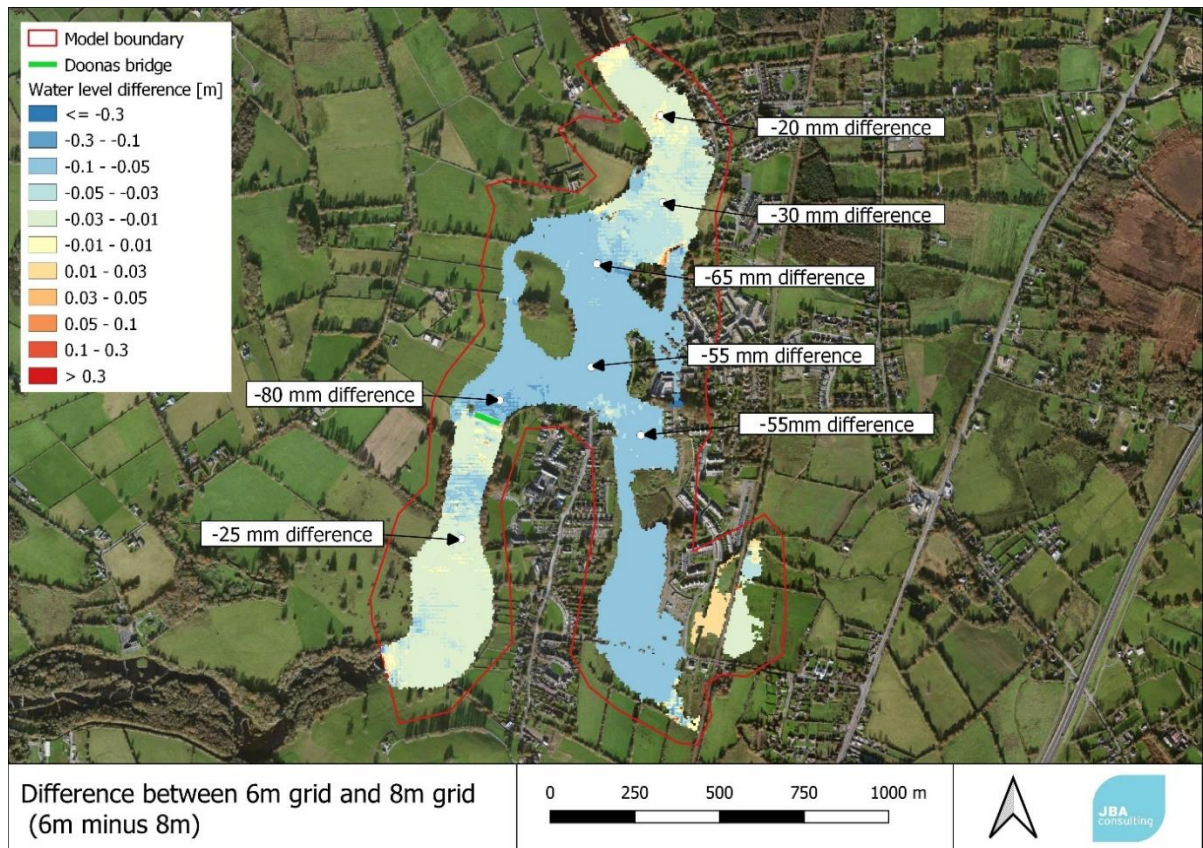 Model boundary
Doonas bridge
Water level difference [m]
<= -0.3
-0.3 - -0.1
-0.1 - -0.05
-0.05 - -0.03
-0.03 - -0.01
-0.01 - 0.01
0.01 - 0.03
0.03 - 0.05
0.05 - 0.1
0.1 - 0.3
> 0.3
-20 mm difference
-30 mm difference
-65 mm difference
-55 mm difference
-80 mm difference
-55mm difference
-25 mm difference
Difference between 6m grid and 8m grid
(6m minus 8m)
0 250 500 750 1000 m
JBA
consulting